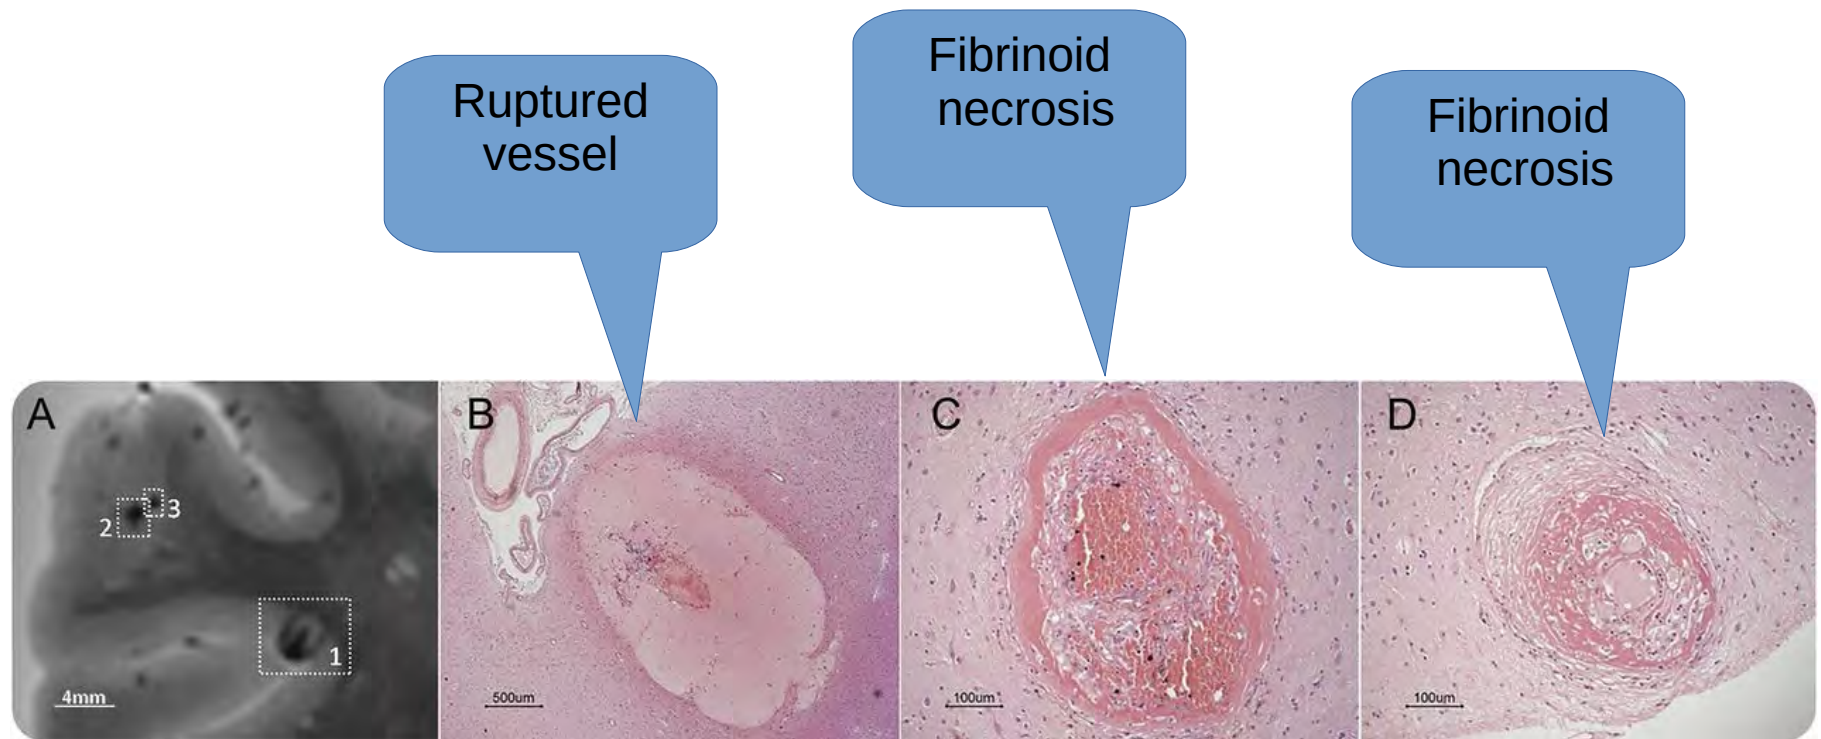 Ruptured
vessel
Fibrinoid
necrosis
Fibrinoid
necrosis
A
B
C
D
2
3
1
4mm
500um
100um
100um